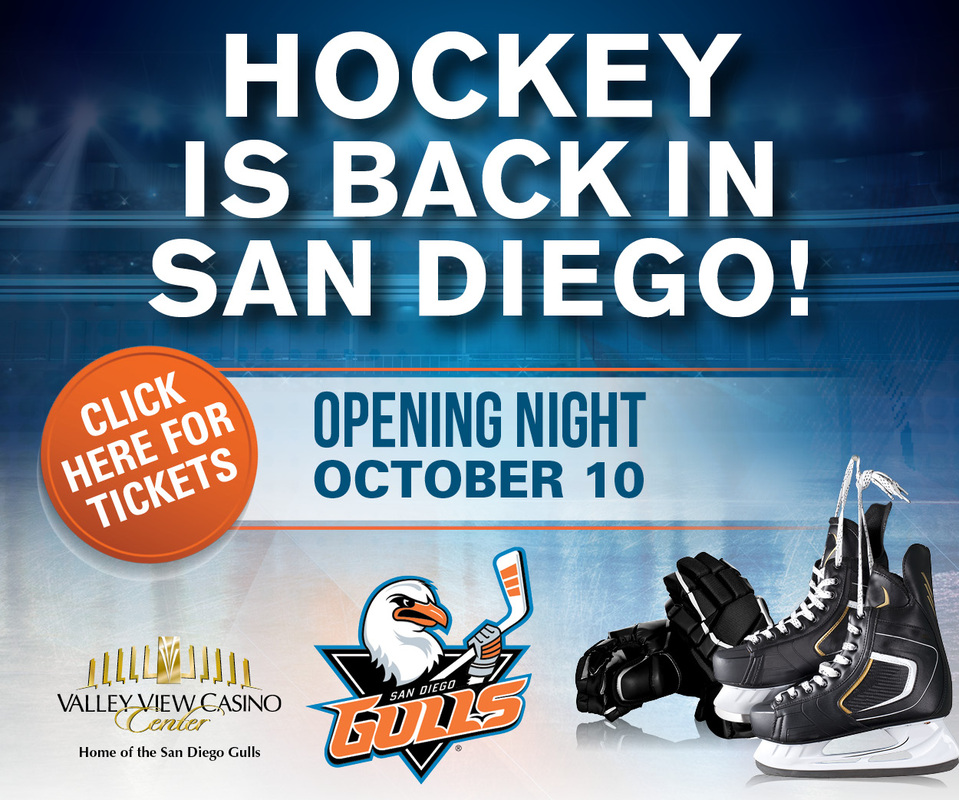 HOCKEY
IS BACK IN
SAN DIEGO!
CLICK
HERE FOR
TICKETS
OPENING NIGHT
OCTOBER 10
VALLEY VIEW CASINO
Center
Home of the San Diego Gulls
SAN DIEGO
GULLS
®